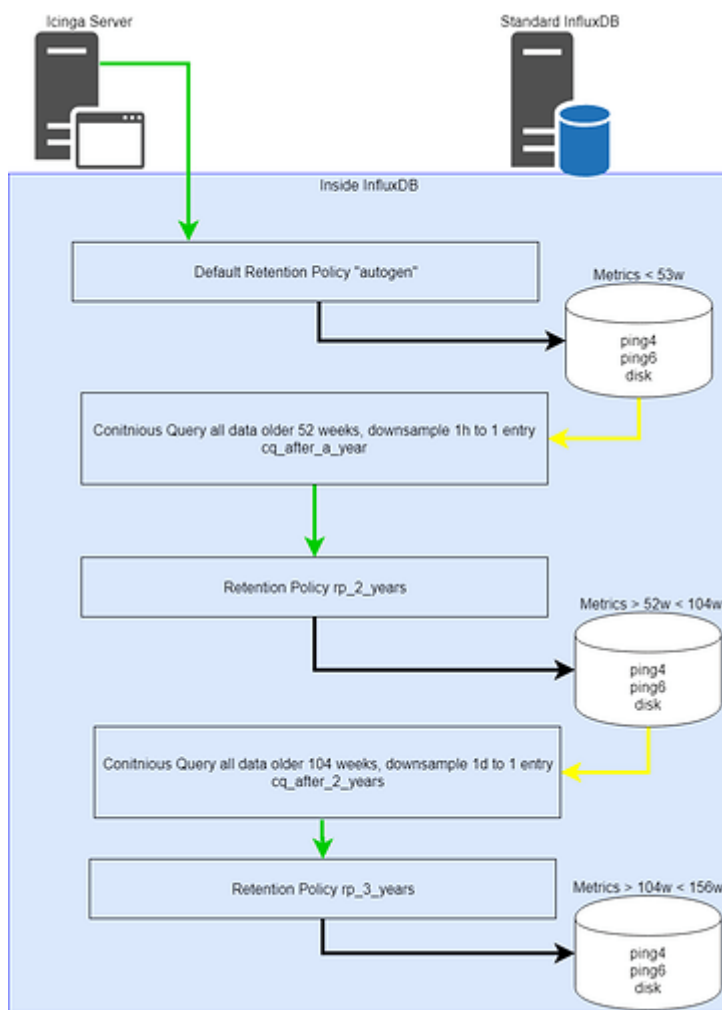 Icinga Server
Standard InfluxDB
Inside InfluxDB
Default Retention Policy "autogen"
Metrics < 53w
ping4
ping6
disk
Conitnious Query all data older 52 weeks, downsample 1h to 1 entry
cq_after_a_year
Retention Policy rp_2_years
Metrics > 52w < 104w
ping4
ping6
disk
Conitnious Query all data older 104 weeks, downsample 1d to 1 entry
cq_after_2_years
Retention Policy rp_3_years
Metrics > 104w < 156w
ping4
ping6
disk